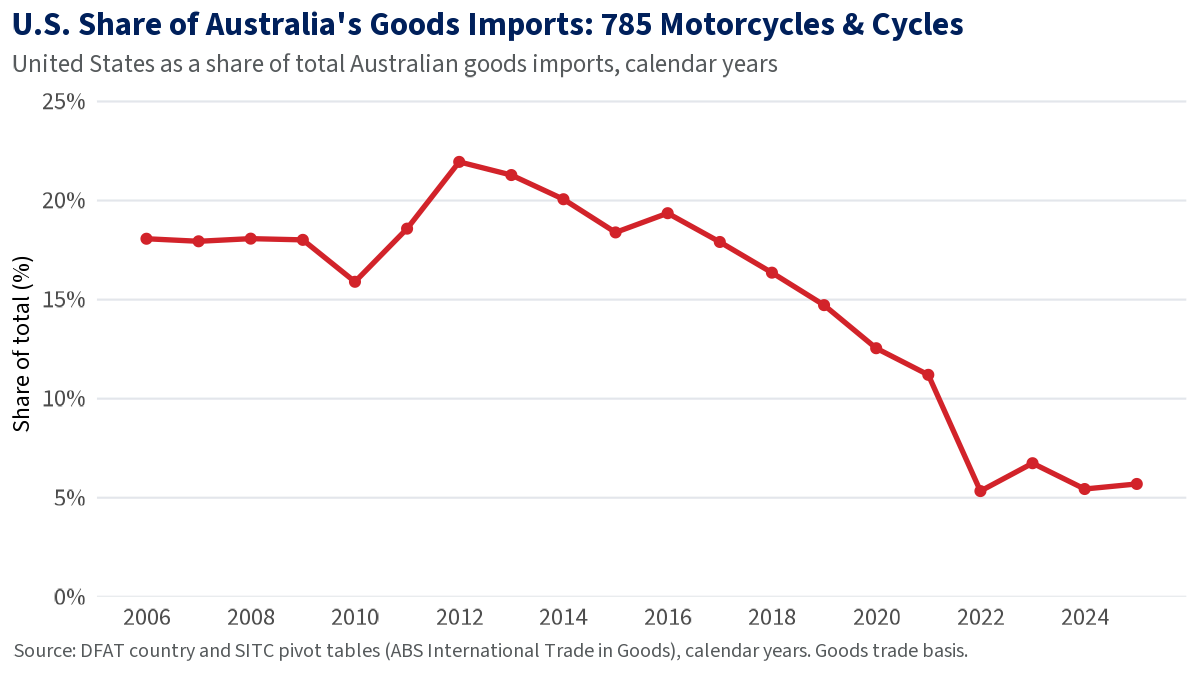 U.S. Share of Australia's Goods Imports: 785 Motorcycles & Cycles
United States as a share of total Australian goods imports, calendar years
Share of total (%)
25%
20%
15%
10%
5%
0%
2006 2008 2010 2012 2014 2016 2018 2020 2022 2024
Source: DFAT country and SITC pivot tables (ABS International Trade in Goods), calendar years. Goods trade basis.